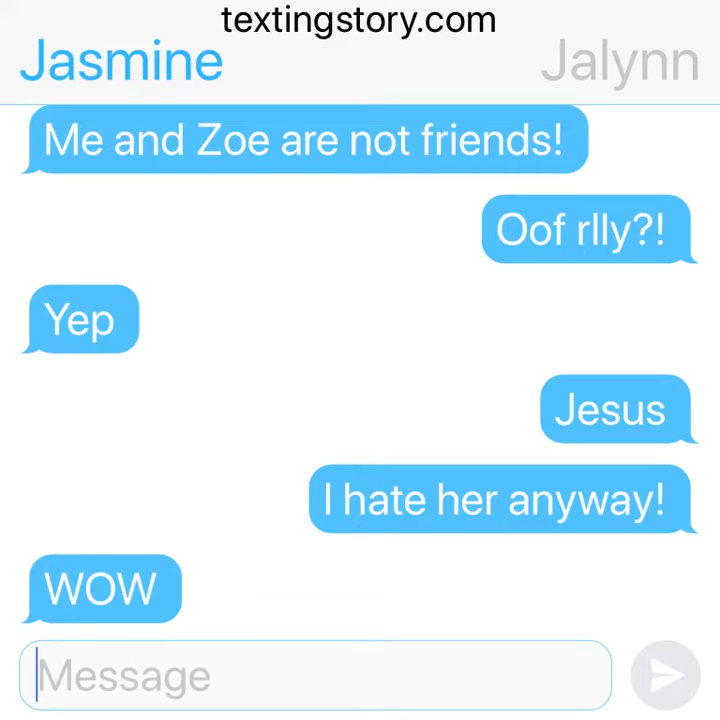 textingstory.com
Jasmine Jalynn
Me and Zoe are not friends!
Oof rlly?!
Yep
Jesus
I hate her anyway!
WOW
Message